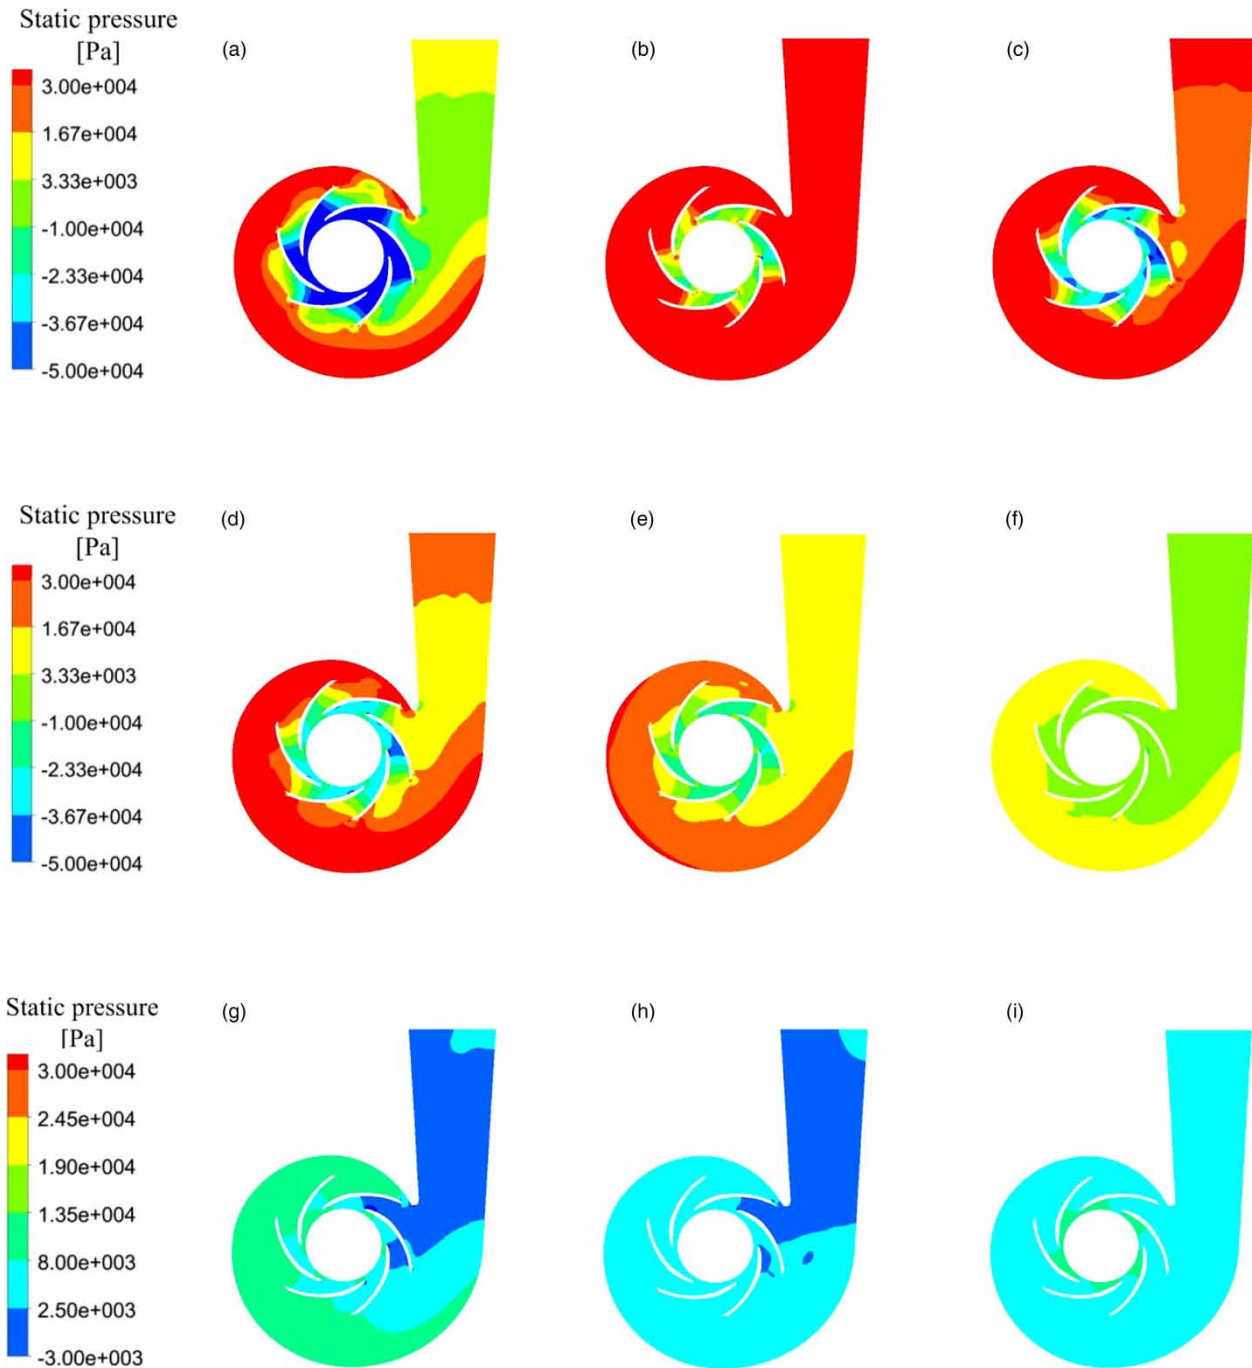 Static pressure
[Pa]
(a)
(b)
(c)
3.00e+004
1.67e+004
3.33e+003
-1.00e+004
-2.33e+004
-3.67e+004
-5.00e+004
Static pressure
[Pa]
(d)
(e)
(f)
3.00e+004
1.67e+004
3.33e+003
-1.00e+004
-2.33e+004
-3.67e+004
-5.00e+004
Static pressure
[Pa]
(g)
(h)
(i)
3.00e+004
2.45e+004
1.90e+004
1.35e+004
8.00e+003
2.50e+003
-3.00e+003